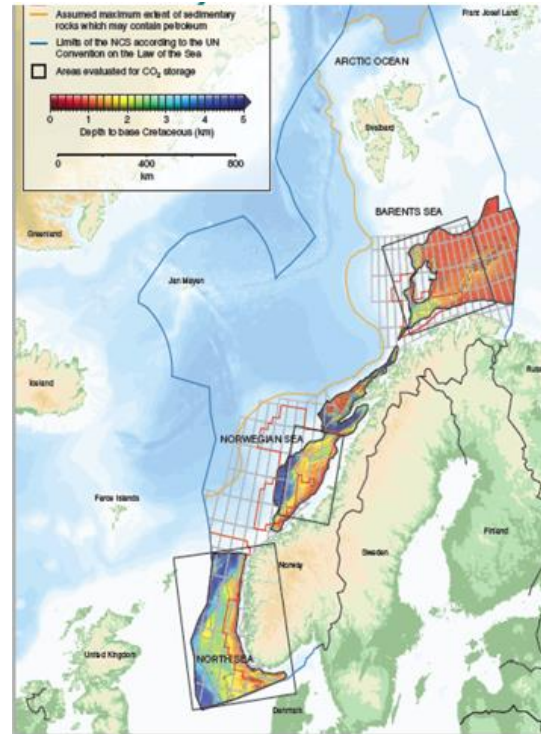 Assumed maximum extent of sedimentary
rocks which may contain petroleum
Limits of the NCS according to the UN
Convention on the Law of the Sea
Areas evaluated for CO₂ storage
0 1 2 3 4 5
Depth to base Cretaceous (km)
0 400 800
km
Franz Josef Land
ARCTIC OCEAN
Svalbard
BARENTS SEA
Greenland
Jan Mayen
Iceland
NORWEGIAN SEA
Faroe Islands
Finland
Norway
Sweden
United Kingdom
NORTH SEA
Denmark